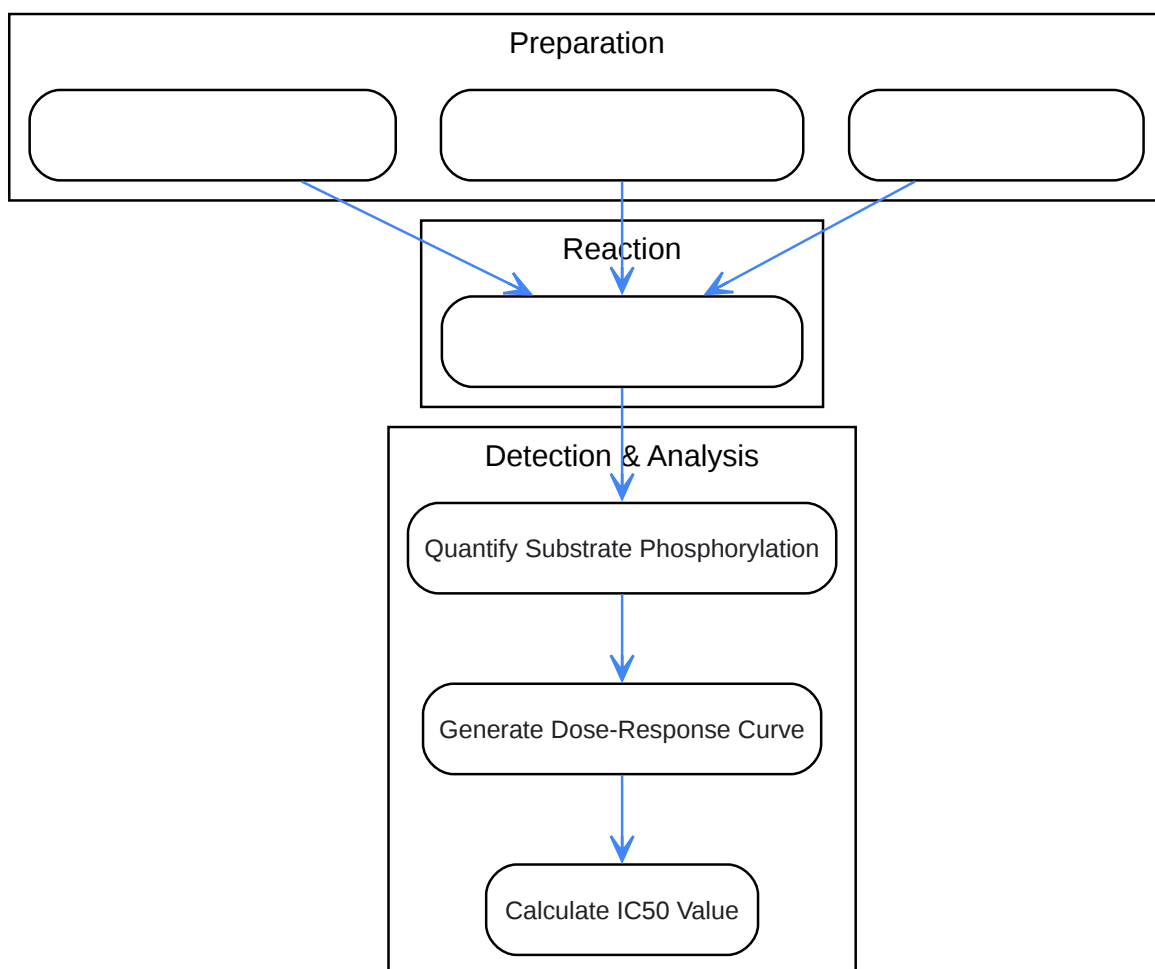 Preparation
Reaction
Detection & Analysis
Quantify Substrate Phosphorylation
Generate Dose-Response Curve
Calculate IC50 Value